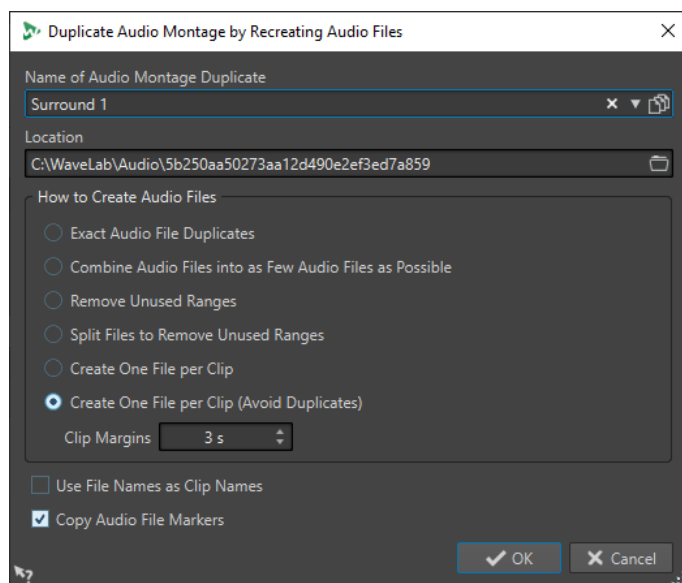 Duplicate Audio Montage by Recreating Audio Files
Name of Audio Montage Duplicate
Surround 1
Location
C:\WaveLab\Audio\5b250aa50273aa12d490e2ef3ed7a859
How to Create Audio Files
Exact Audio File Duplicates
Combine Audio Files into as Few Audio Files as Possible
Remove Unused Ranges
Split Files to Remove Unused Ranges
Create One File per Clip
Create One File per Clip (Avoid Duplicates)
Clip Margins 3 s
Use File Names as Clip Names
Copy Audio File Markers
OK Cancel
?